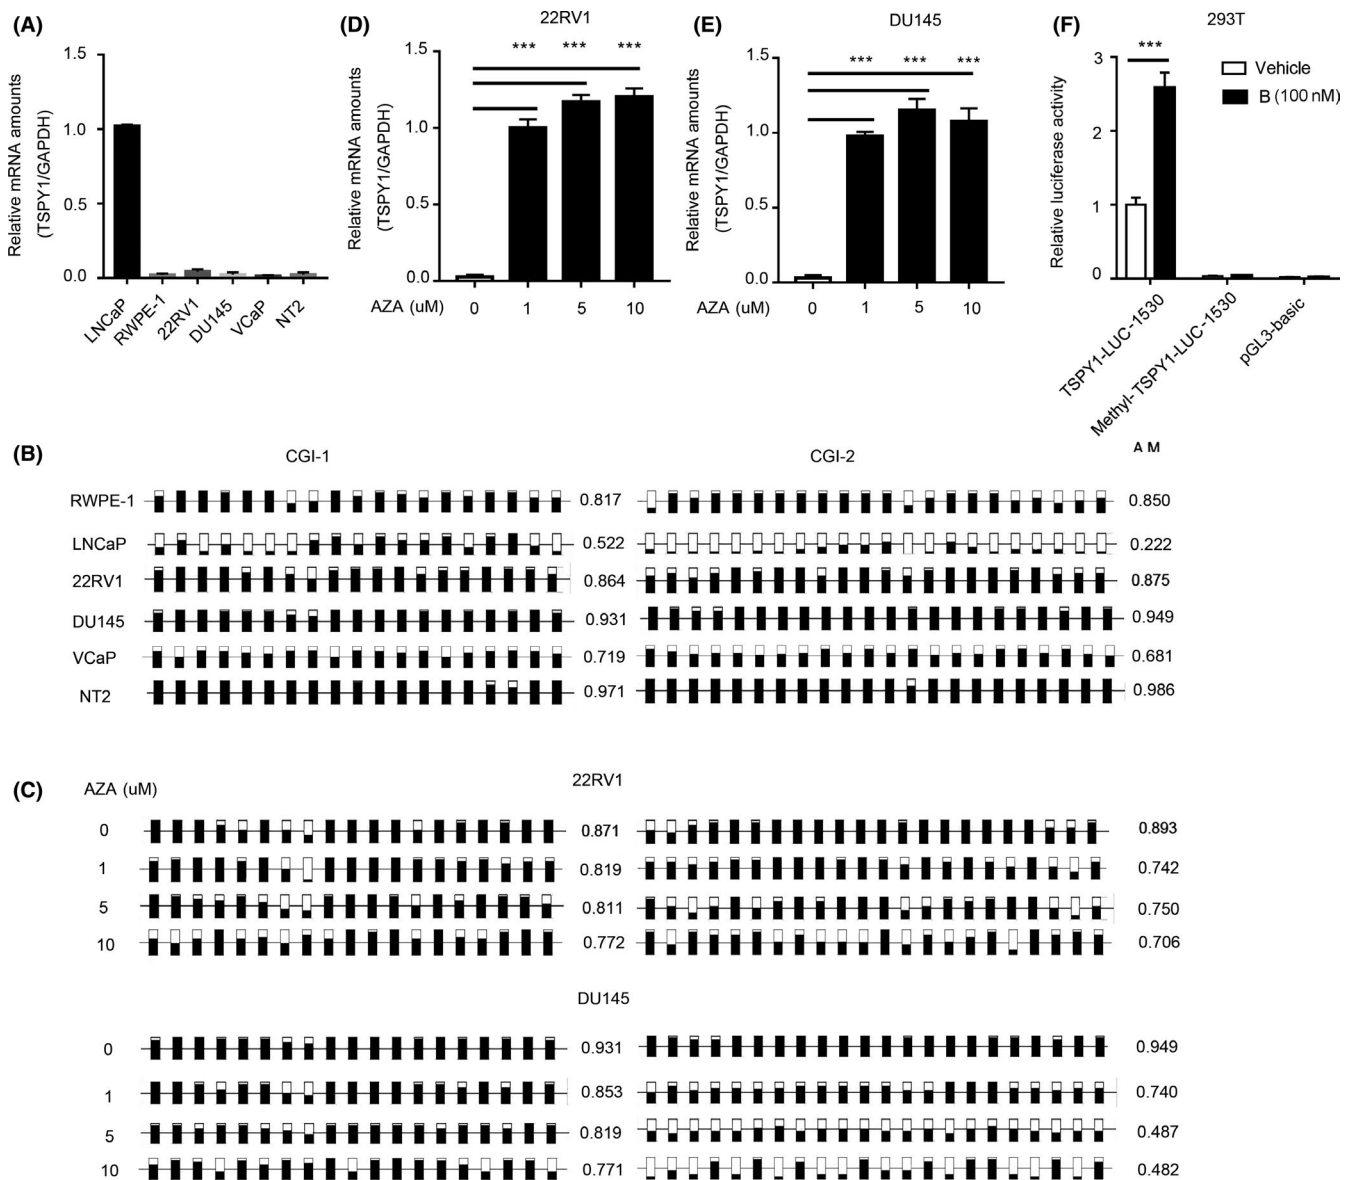 (A)
Relative mRNA amounts
(TSPY1/GAPDH)
1.5
1.0
0.5
0.0
LNCaP
RWPE-1
22RV1
DU145
VCaP
NT2
(D)
22RV1
Relative mRNA amounts
(TSPY1/GAPDH)
1.5
1.0
0.5
0.0
*** *** ***
AZA (uM) 0 1 5 10
(E)
DU145
Relative mRNA amounts
(TSPY1/GAPDH)
1.5
1.0
0.5
0.0
*** *** ***
AZA (uM) 0 1 5 10
(F)
293T
Relative luciferase activity
3
2
1
0
***
Vehicle
B (100 nM)
TSPY1-LUC-1530
Methyl-TSPY1-LUC-1530
pGL3-basic
(B)
CGI-1 CGI-2 A M
RWPE-1 0.817 0.850
LNCaP 0.522 0.222
22RV1 0.864 0.875
DU145 0.931 0.949
VCaP 0.719 0.681
NT2 0.971 0.986
(C)
22RV1
AZA (uM)
0 0.871 0.893
1 0.819 0.742
5 0.811 0.750
10 0.772 0.706
DU145
0 0.931 0.949
1 0.853 0.740
5 0.819 0.487
10 0.771 0.482